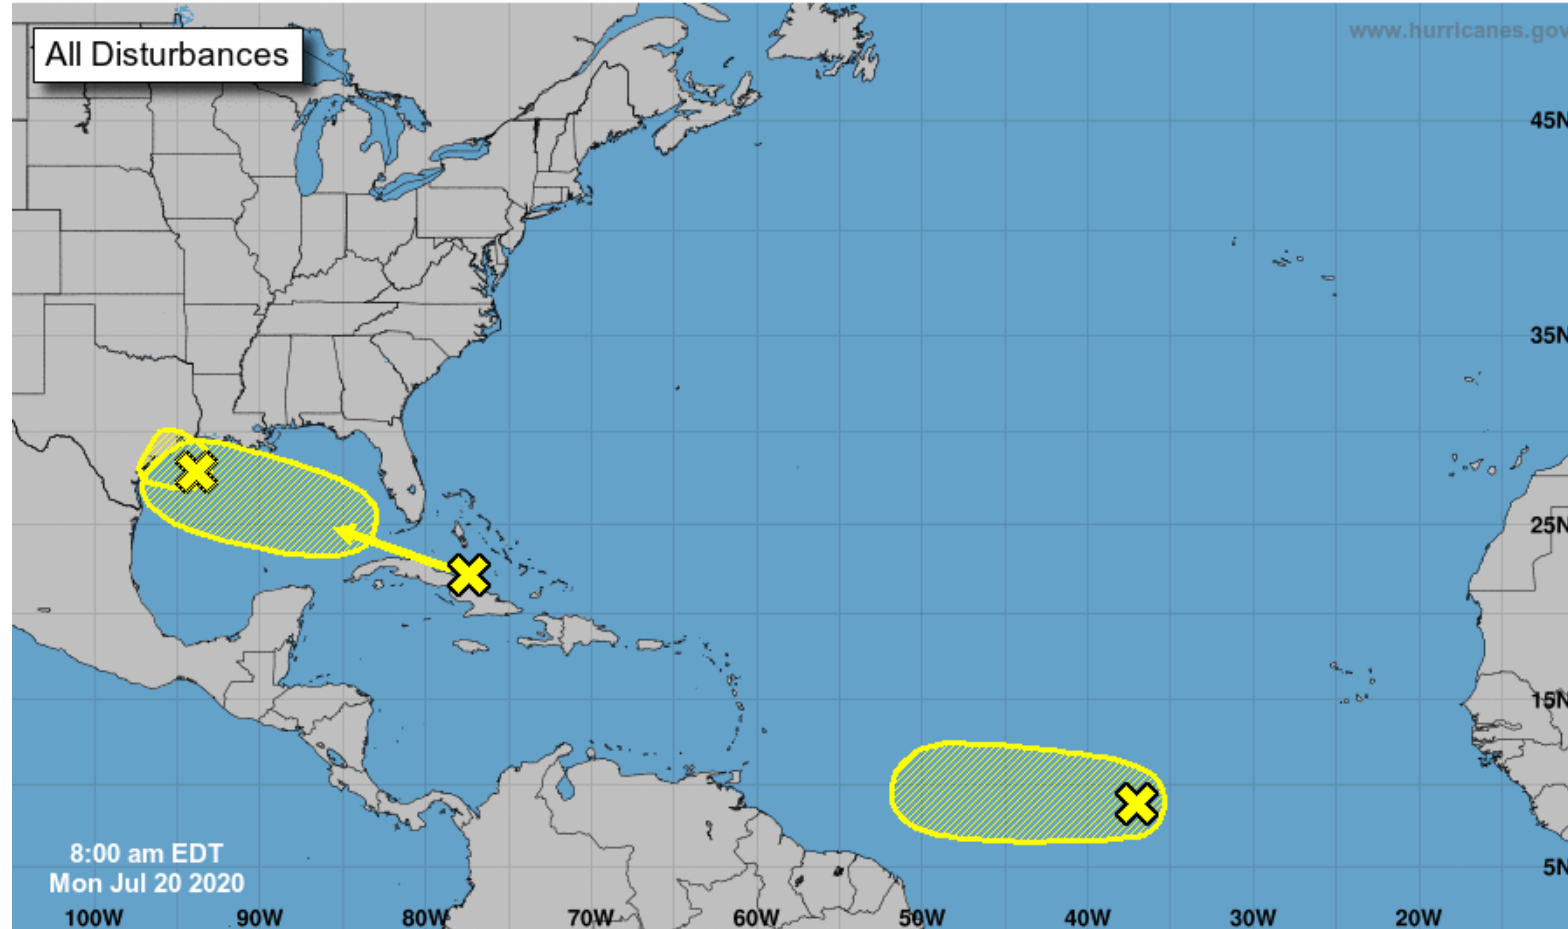 All Disturbances
www.hurricanes.gov
45N
35N
25N
15N
5N
8:00 am EDT
Mon Jul 20 2020
100W 90W 80W 70W 60W 50W 40W 30W 20W